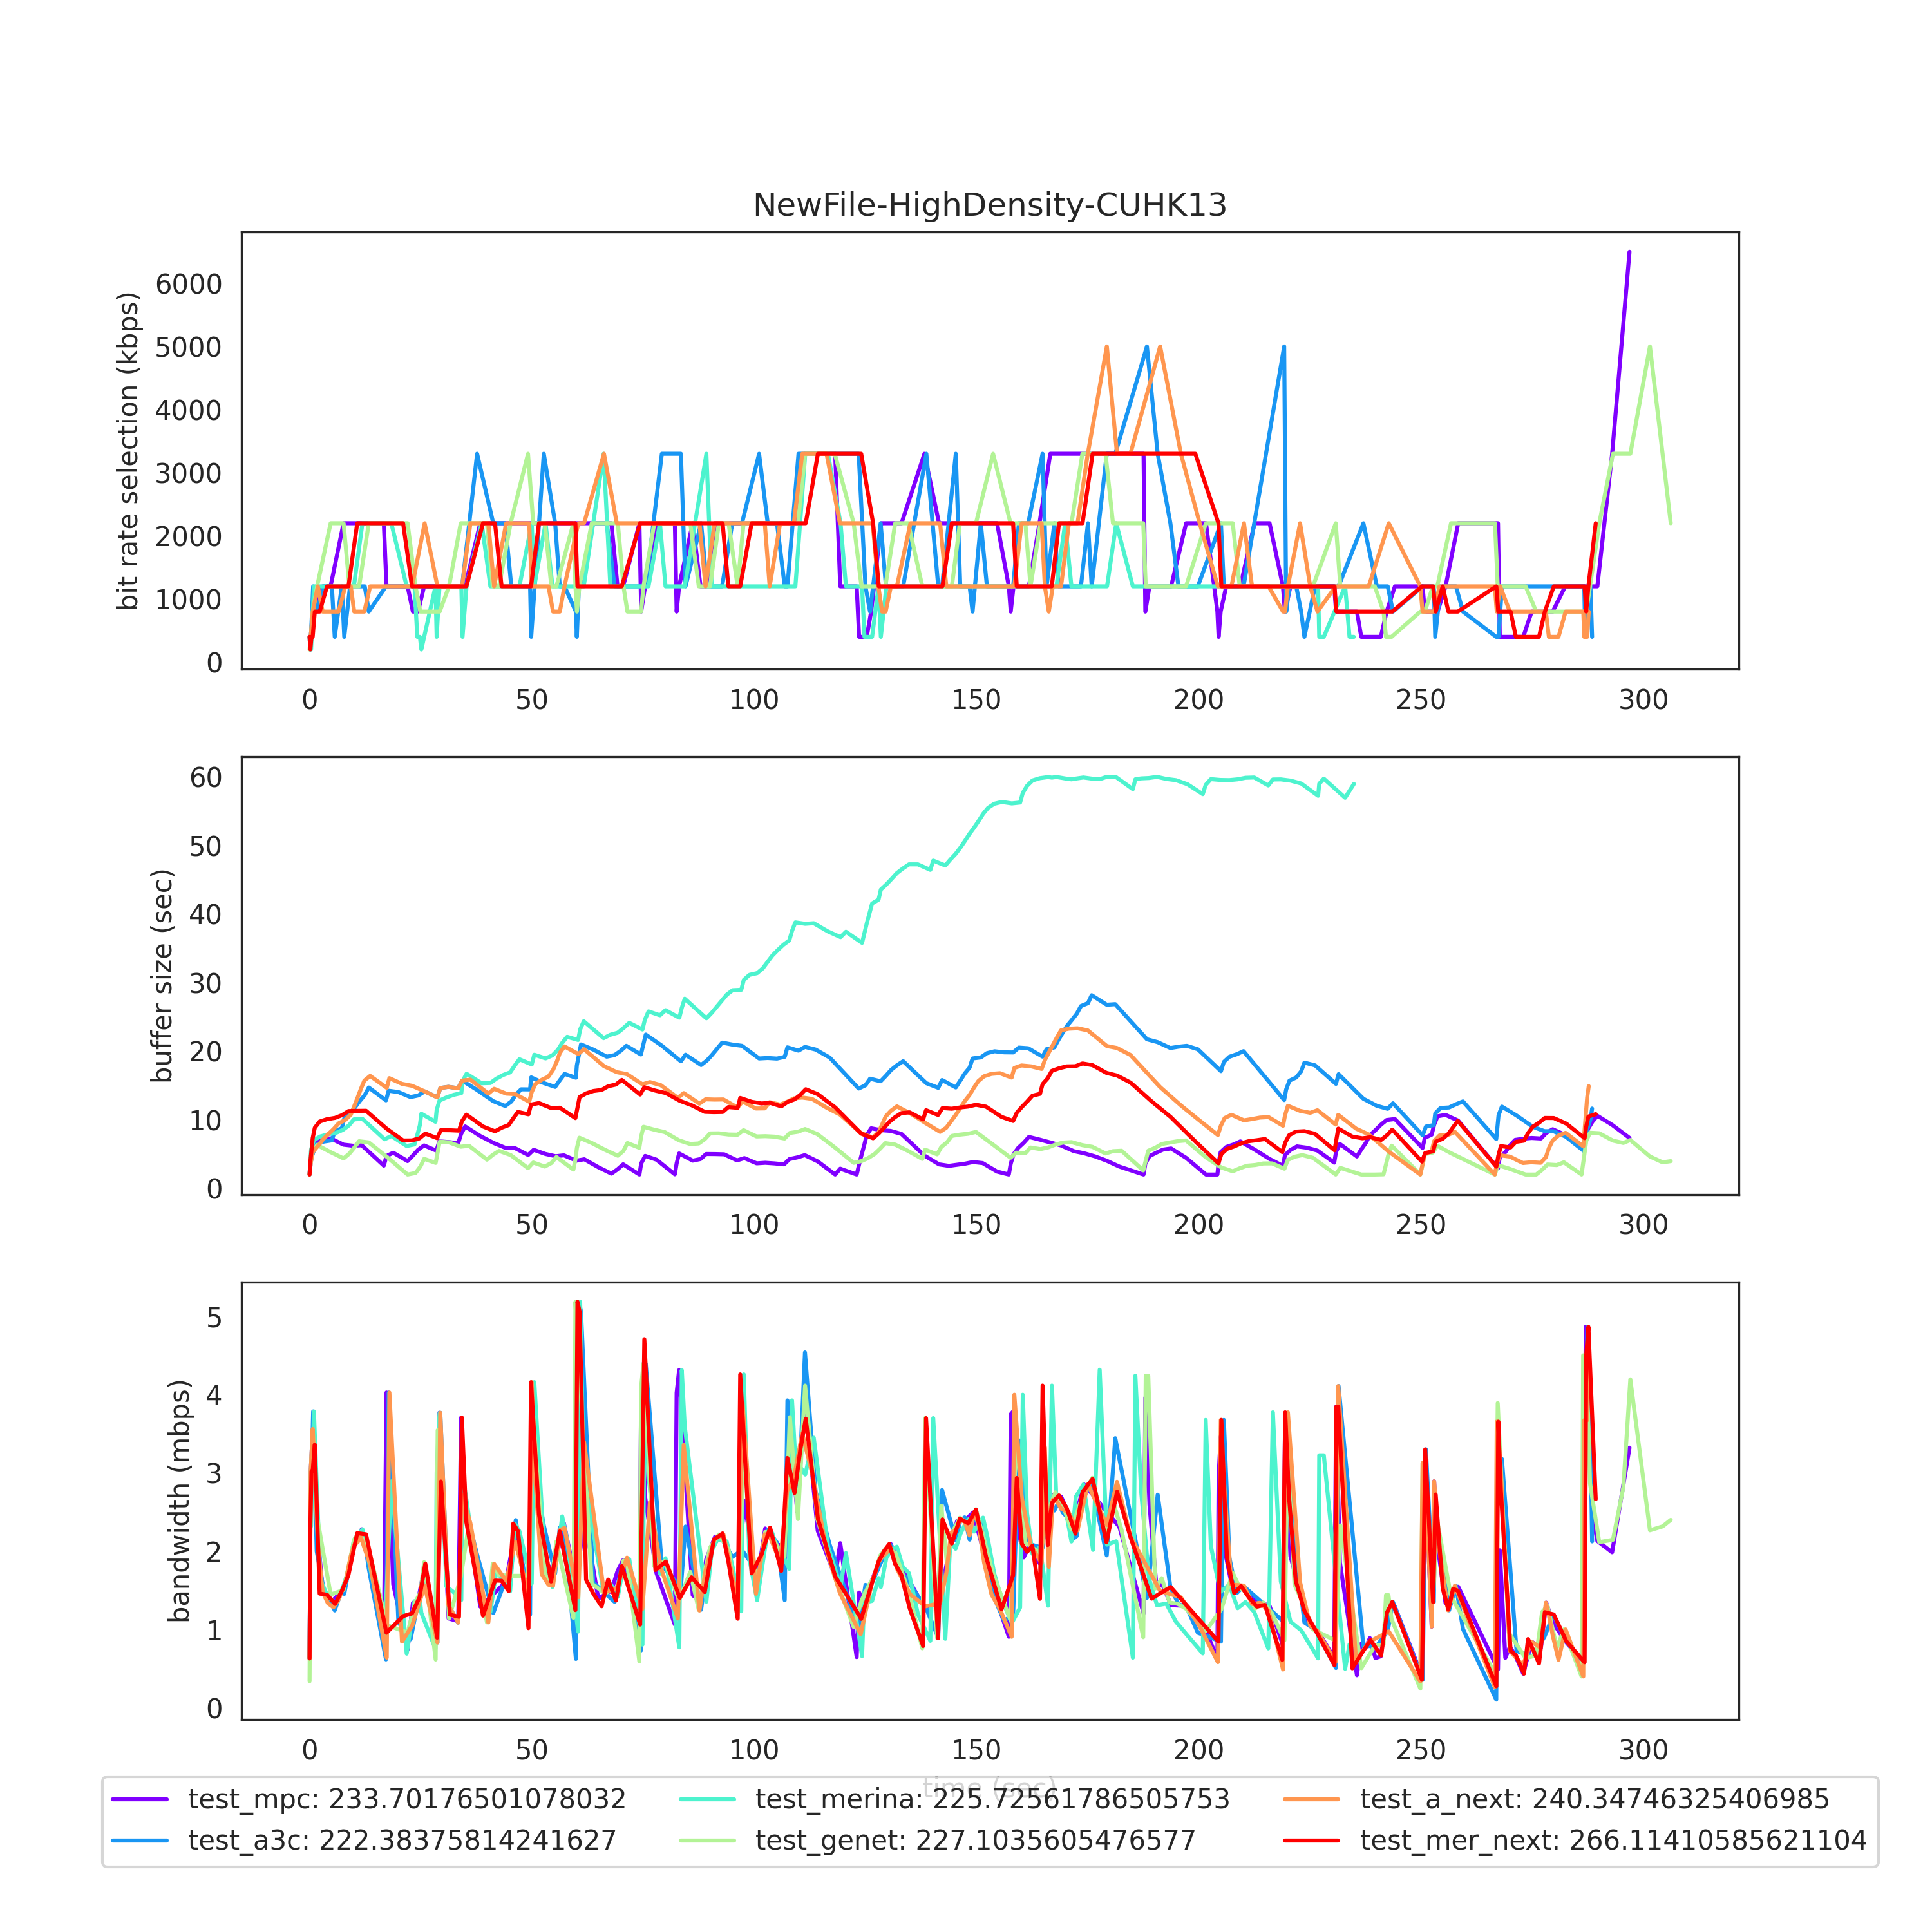 NewFile-HighDensity-CUHK13
bit rate selection (kbps)
6000
5000
4000
3000
2000
1000
0
0 50 100 150 200 250 300
buffer size (sec)
60
50
40
30
20
10
0
0 50 100 150 200 250 300
bandwidth (mbps)
5
4
3
2
1
0
0 50 100 150 200 250 300
time (sec)
test_mpc: 233.70176501078032 test_merina: 225.72561786505753 test_a_next: 240.34746325406985
test_a3c: 222.38375814241627 test_genet: 227.1035605476577 test_mer_next: 266.11410585621104